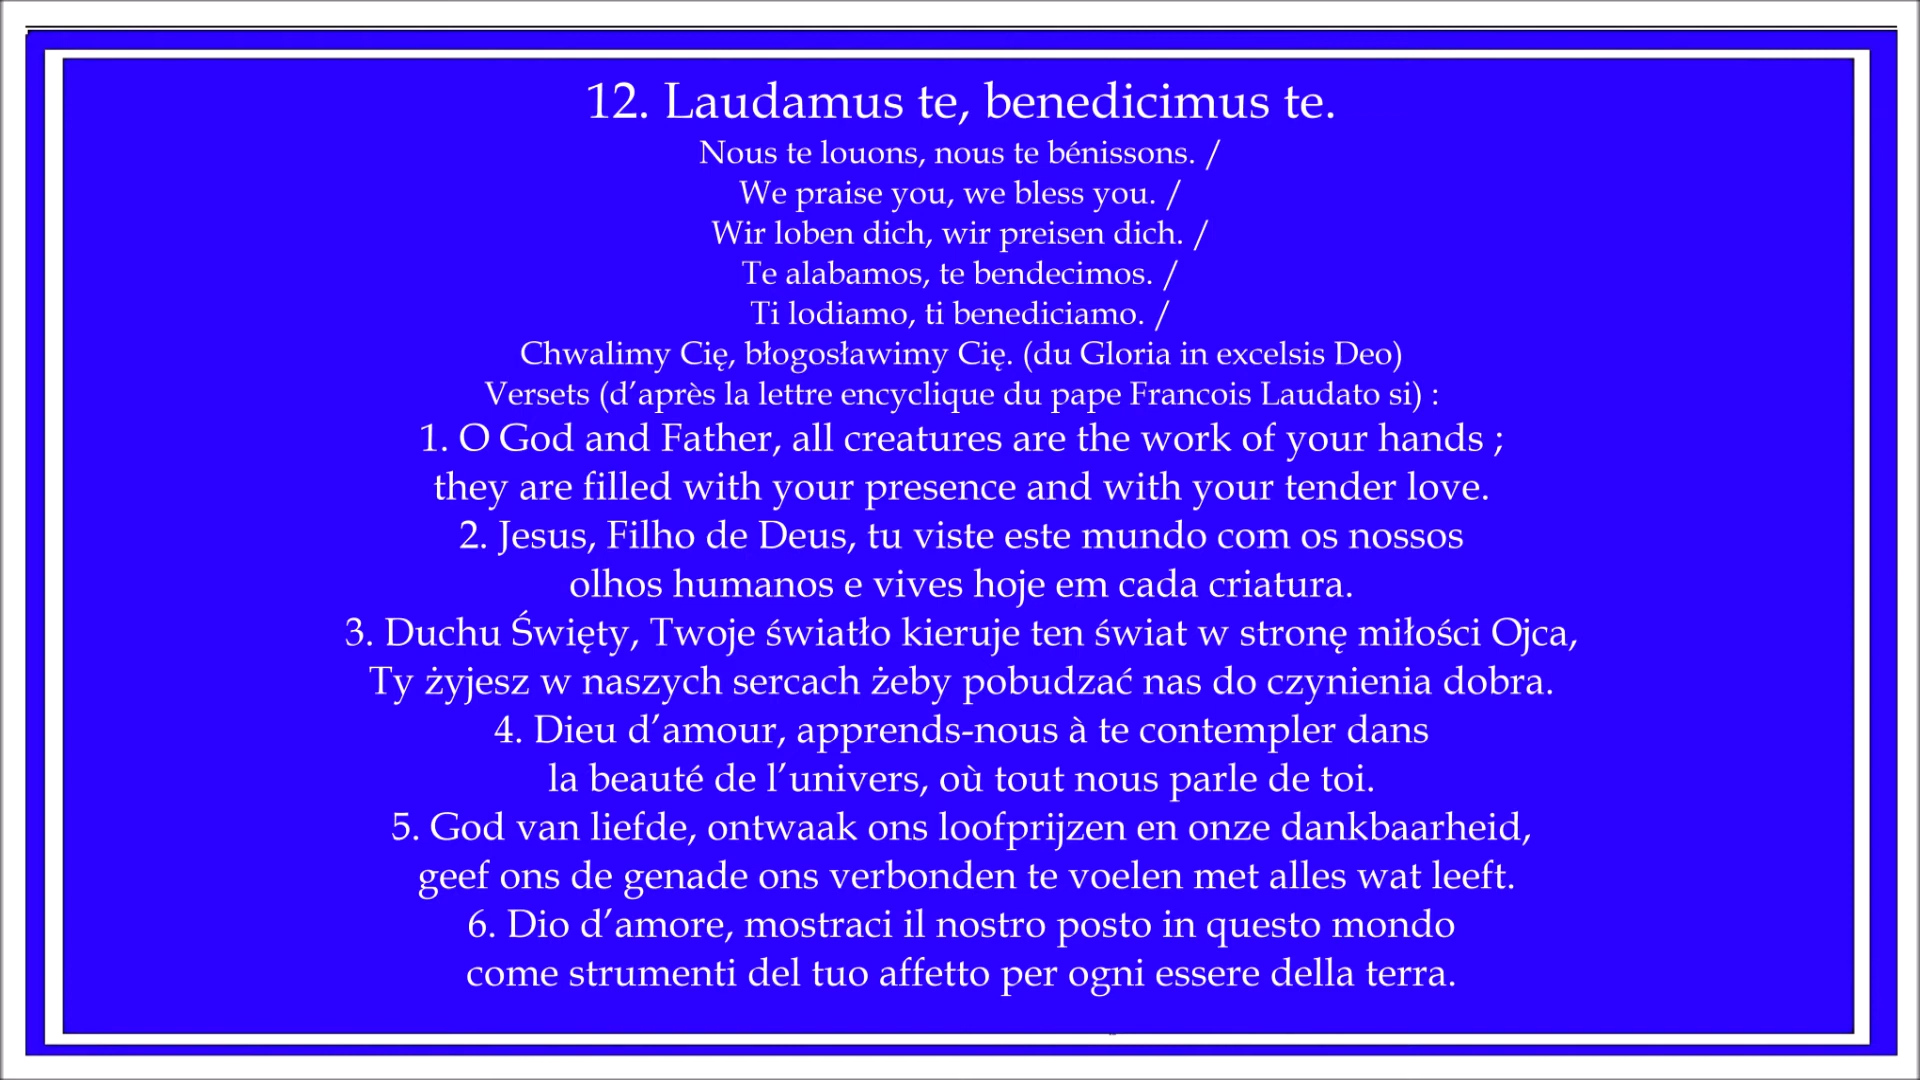 12. Laudamus te, benedicimus te.
Nous te louons, nous te bénissons. /
We praise you, we bless you. /
Wir loben dich, wir preisen dich. /
Te alabamos, te bendecimos. /
Ti lodiamo, ti benediciamo. /
Chwalimy Cię, błogosławimy Cię. (du Gloria in excelsis Deo)
Versets (d’après la lettre encyclique du pape Francois Laudato si) :
1. O God and Father, all creatures are the work of your hands ;
they are filled with your presence and with your tender love.
2. Jesus, Filho de Deus, tu viste este mundo com os nossos
olhos humanos e vives hoje em cada criatura.
3. Duchu Święty, Twoje światło kieruje ten świat w stronę miłości Ojca,
Ty żyjesz w naszych sercach żeby pobudzać nas do czynienia dobra.
4. Dieu d’amour, apprends-nous à te contempler dans
la beauté de l’univers, où tout nous parle de toi.
5. God van liefde, ontwaak ons loofprijzen en onze dankbaarheid,
geef ons de genade ons verbonden te voelen met alles wat leeft.
6. Dio d’amore, mostraci il nostro posto in questo mondo
come strumenti del tuo affetto per ogni essere della terra.